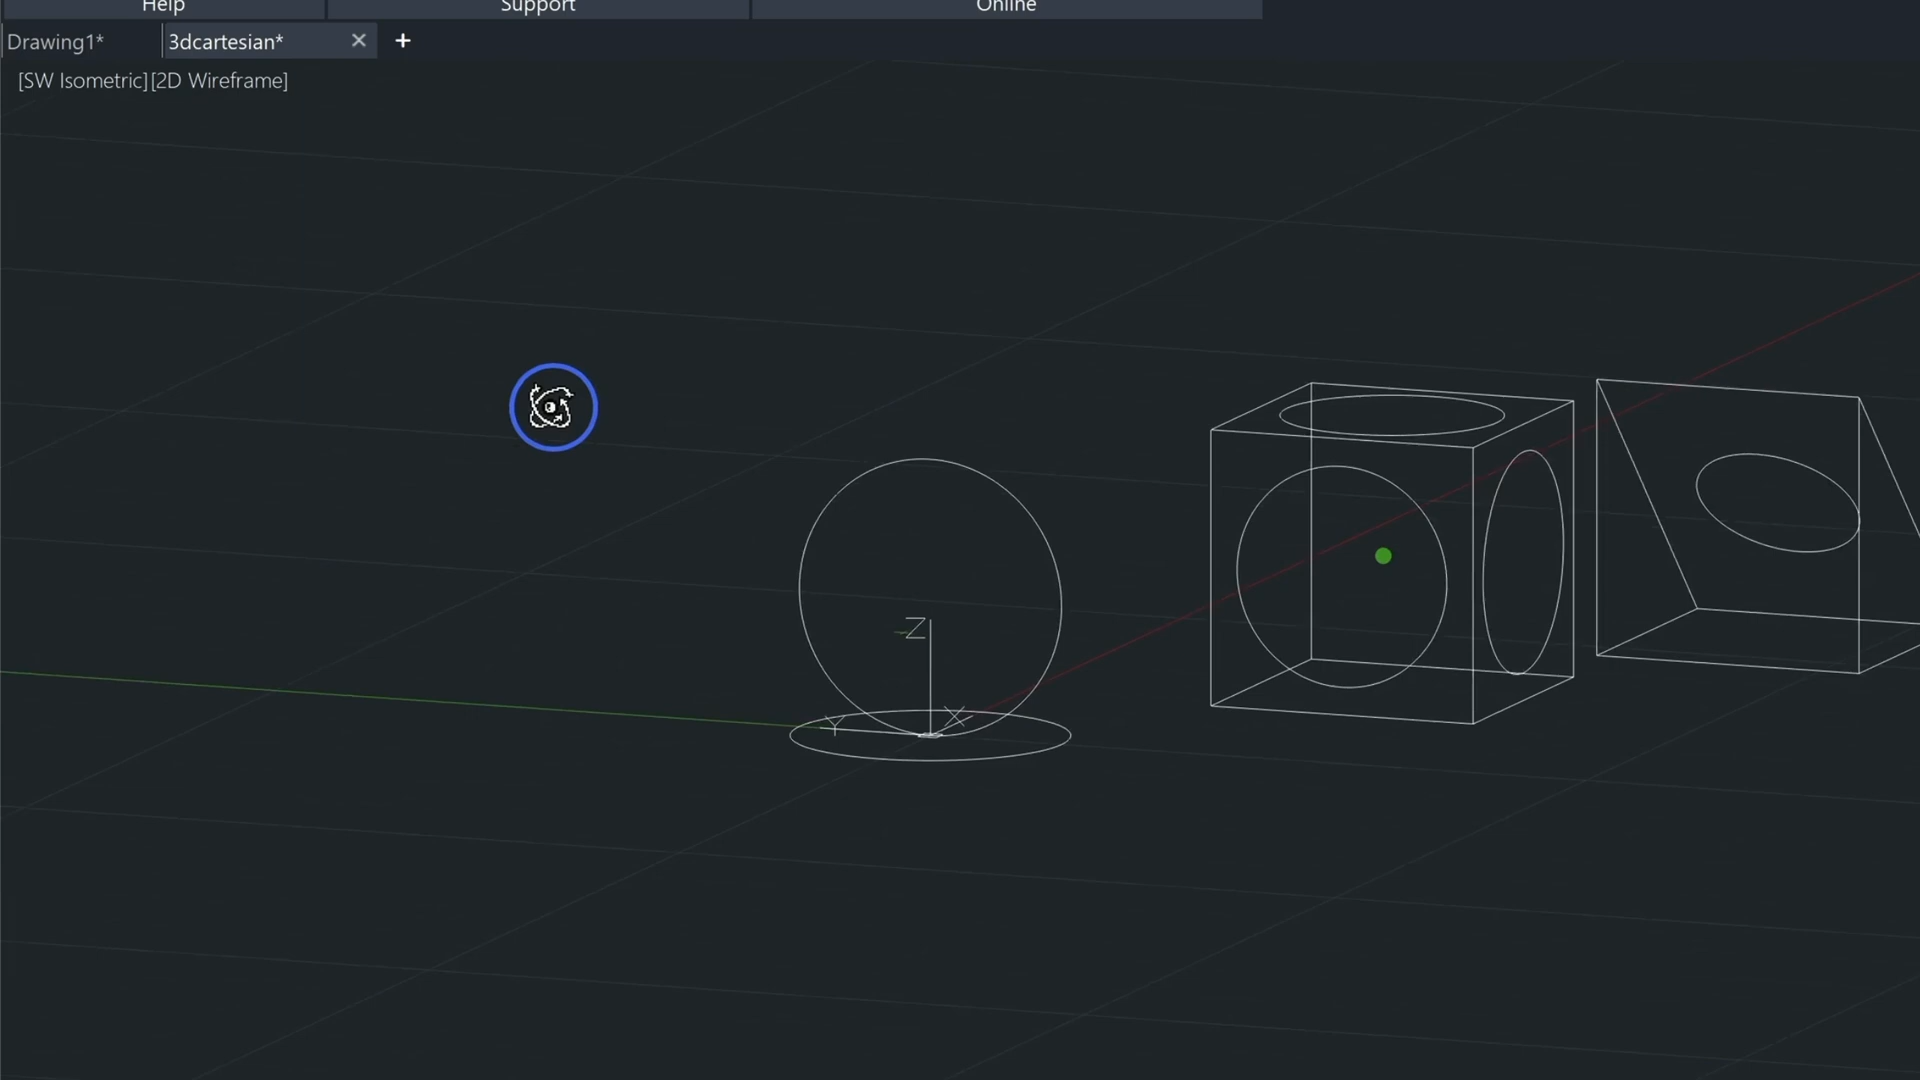 Help Support Online
Drawing1* 3dcartesian*
[SW Isometric][2D Wireframe]
Z
Y X